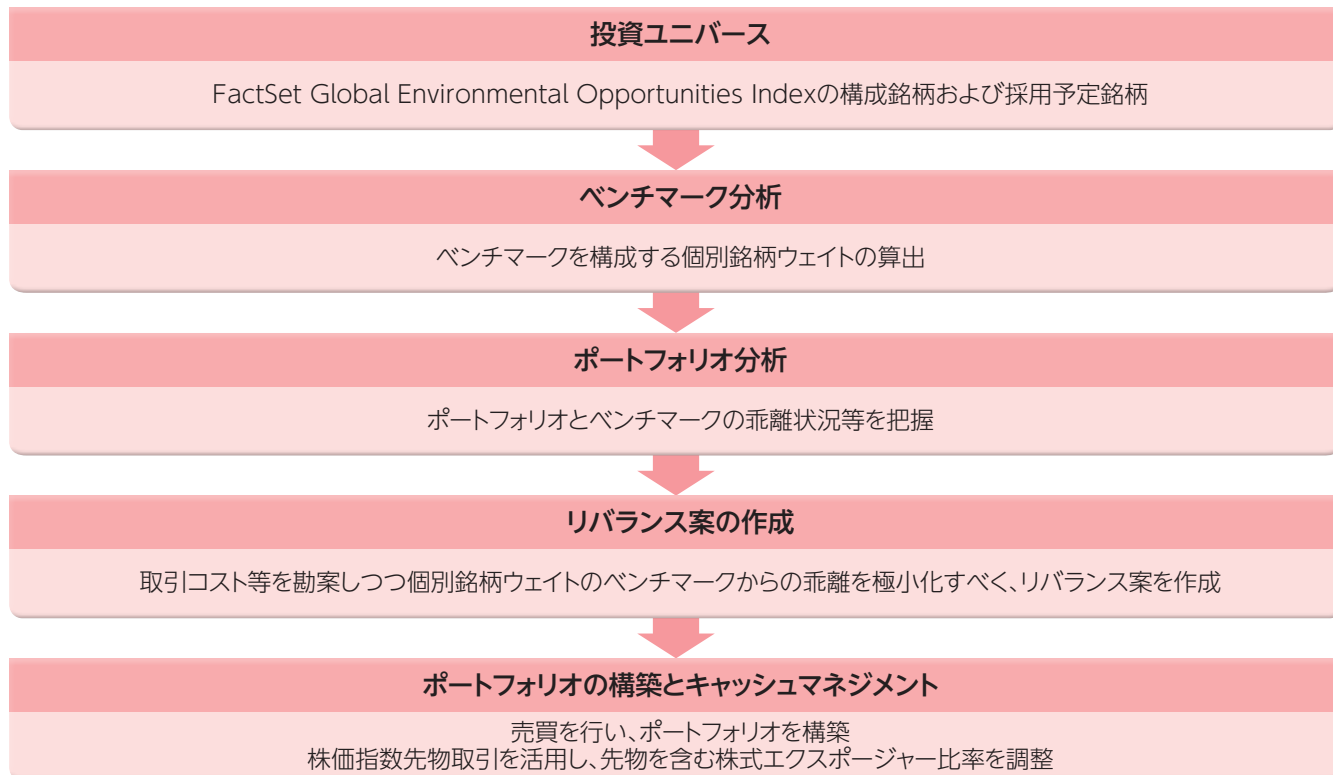 投資ユニバース
FactSet Global Environmental Opportunities Indexの構成銘柄および採用予定銘柄
ベンチマーク分析
ベンチマークを構成する個別銘柄ウェイトの算出
ポートフォリオ分析
ポートフォリオとベンチマークの乖離状況等を把握
リバランス案の作成
取引コスト等を勘案しつつ個別銘柄ウェイトのベンチマークからの乖離を極小化すべく、リバランス案を作成
ポートフォリオの構築とキャッシュマネジメント
売買を行い、ポートフォリオを構築
株価指数先物取引を活用し、先物を含む株式エクスポージャー比率を調整